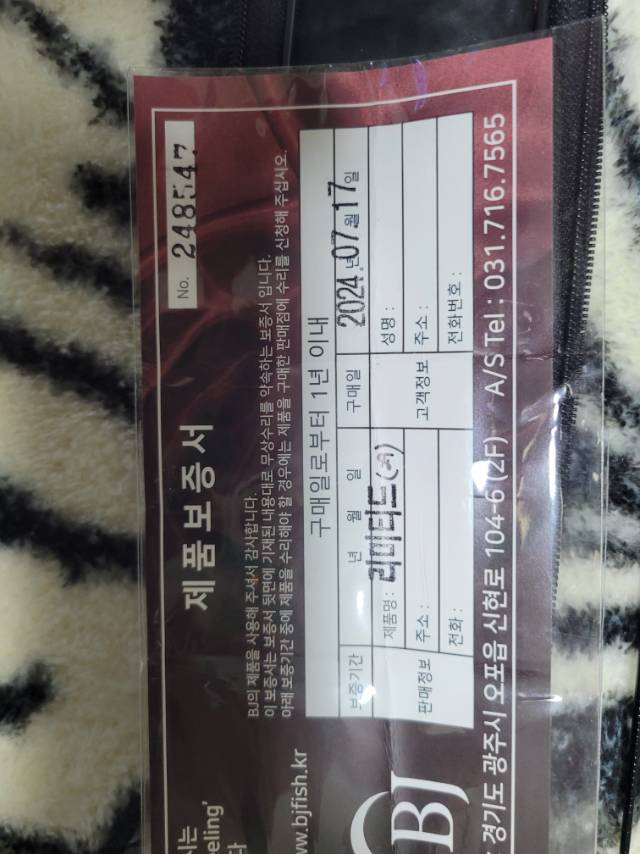 제품보증서
No. 248547
BJ의 제품을 사용해 주셔서 감사합니다.
이 보증서는 보증서 뒷면에 기재된 내용대로 무상수리를 약속하는 보증서 입니다.
아래 보증기간 중에 제품을 수리해야 할 경우에는 제품을 구매한 판매점에 수리를 신청해 주십시오.
구매일로부터 1년 이내
보증기간 년 월 일 구매일 2024년 07월 17일
판매정보 제품명: 리미티드 고객정보 성명 :
주소 : 주소 :
전화 : 전화번호 :
시는
eeling'
다
ww.bjfish.kr
BJ
경기도 광주시 오포읍 신현로 104-6 (2F) A/S Tel : 031.716.7565